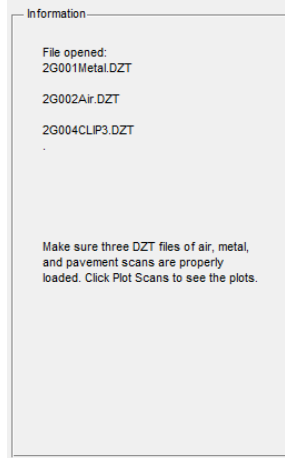 Information
File opened:
2G001Metal.DZT
2G002Air.DZT
2G004CLIP3.DZT
.
Make sure three DZT files of air, metal,
and pavement scans are properly
loaded. Click Plot Scans to see the plots.